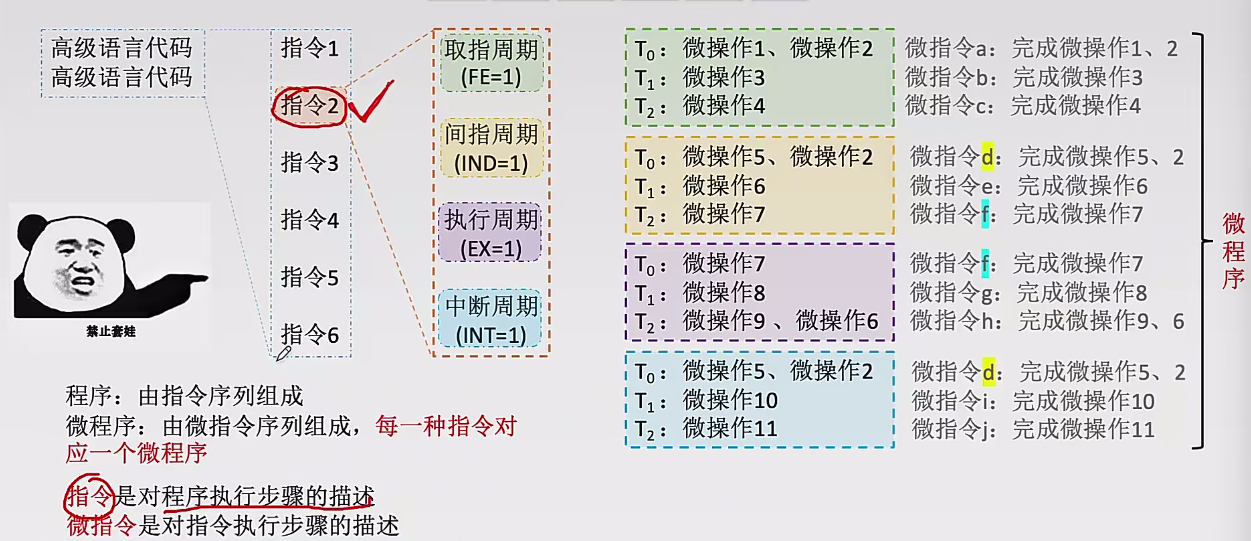 高级语言代码
高级语言代码
指令1
指令2
指令3
指令4
指令5
指令6
取指周期
(FE=1)
间指周期
(IND=1)
执行周期
(EX=1)
中断周期
(INT=1)
T₀：微操作1、微操作2
T₁：微操作3
T₂：微操作4
T₀：微操作5、微操作2
T₁：微操作6
T₂：微操作7
T₀：微操作7
T₁：微操作8
T₂：微操作9 、微操作6
T₀：微操作5、微操作2
T₁：微操作10
T₂：微操作11
微指令a：完成微操作1、2
微指令b：完成微操作3
微指令c：完成微操作4
微指令d：完成微操作5、2
微指令e：完成微操作6
微指令f：完成微操作7
微指令f：完成微操作7
微指令g：完成微操作8
微指令h：完成微操作9、6
微指令d：完成微操作5、2
微指令i：完成微操作10
微指令j：完成微操作11
微程序
禁止套娃
程序：由指令序列组成
微程序：由微指令序列组成，每一种指令对
应一个微程序
指令是对程序执行步骤的描述
微指令是对指令执行步骤的描述